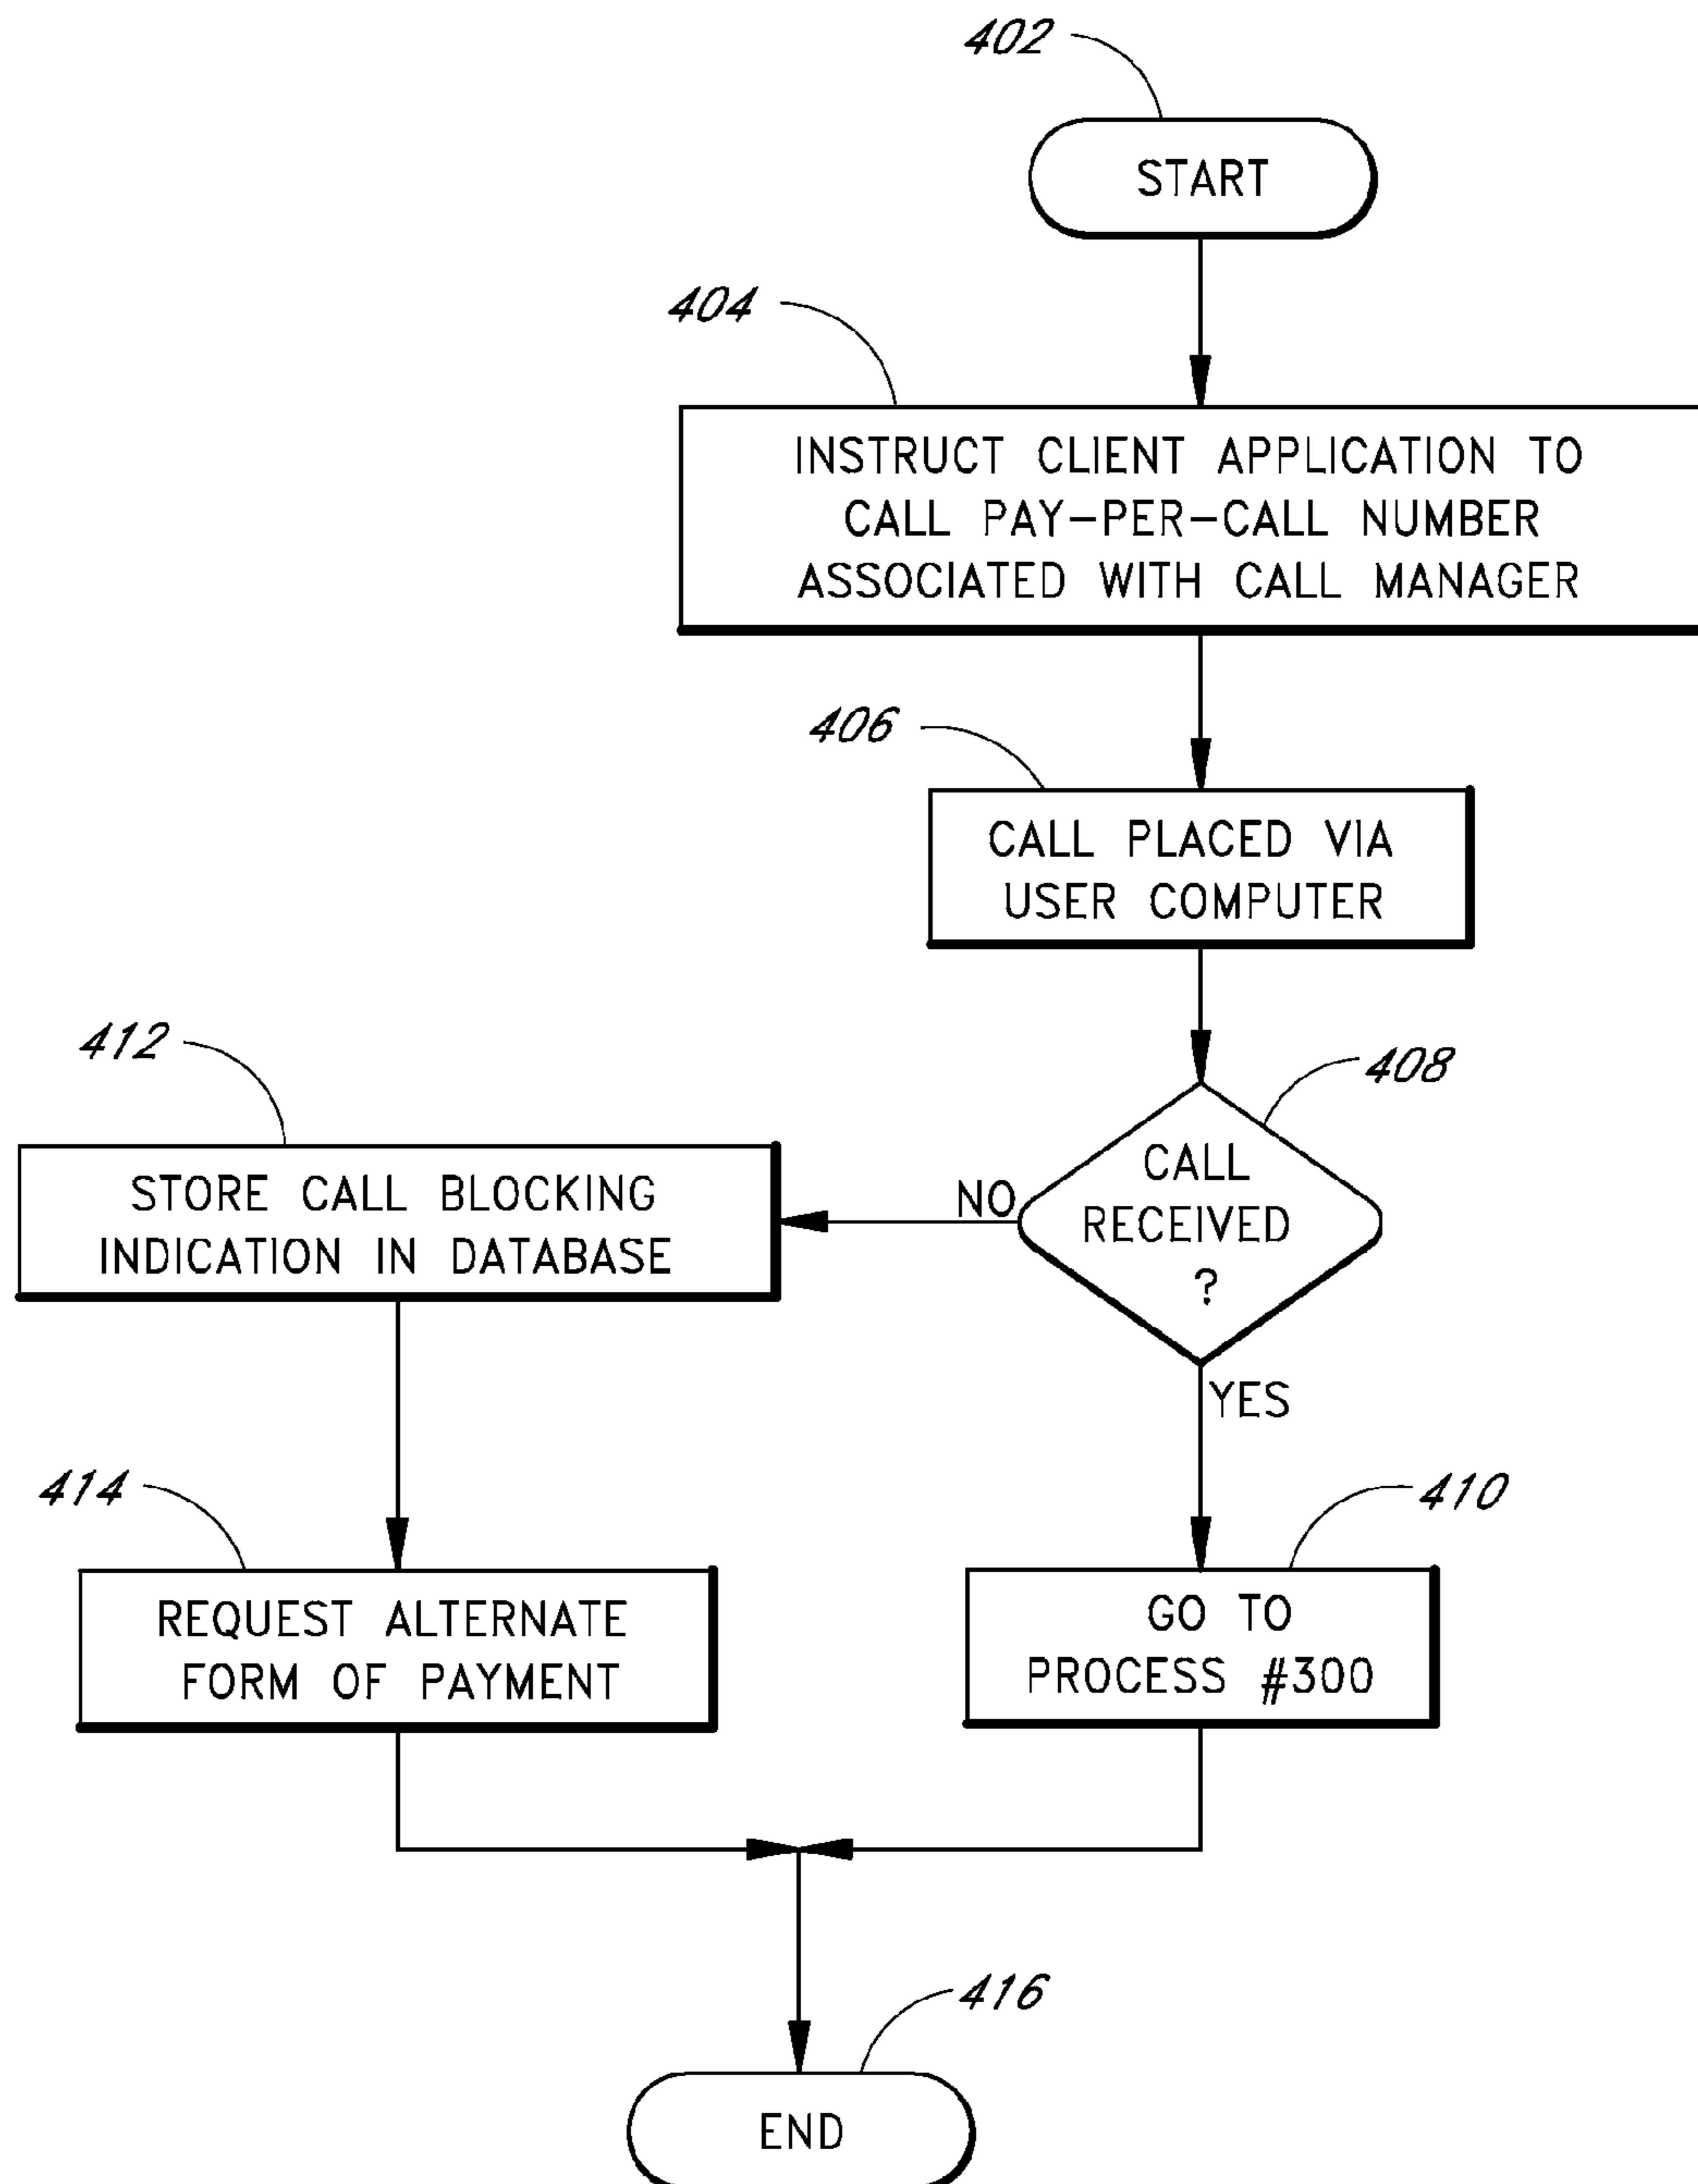 402
START
404
INSTRUCT CLIENT APPLICATION TO
CALL PAY-PER-CALL NUMBER
ASSOCIATED WITH CALL MANAGER
406
CALL PLACED VIA
USER COMPUTER
408
CALL
RECEIVED
?
NO
412
STORE CALL BLOCKING
INDICATION IN DATABASE
YES
414
REQUEST ALTERNATE
FORM OF PAYMENT
410
GO TO
PROCESS #300
416
END